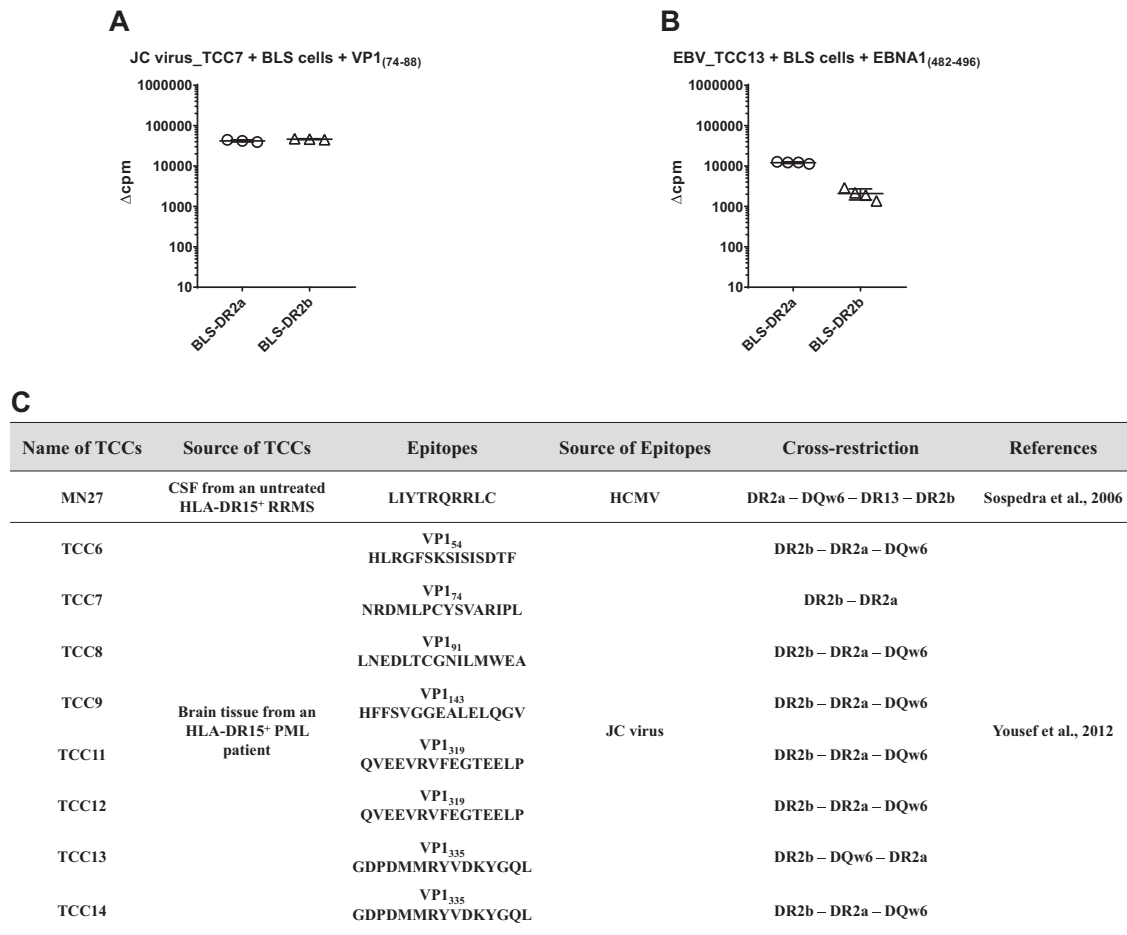 A
JC virus_TCC7 + BLS cells + VP1(74-88)
1000000
100000
10000
1000
100
10
Δcpm
BLS-DR2a
BLS-DR2b
B
EBV_TCC13 + BLS cells + EBNA1(482-496)
1000000
100000
10000
1000
100
10
Δcpm
BLS-DR2a
BLS-DR2b
C
Name of TCCs Source of TCCs Epitopes Source of Epitopes Cross-restriction References
MN27 CSF from an untreated HLA-DR15+ RRMS LIYTRQRRLC HCMV DR2a – DQw6 – DR13 – DR2b Sospedra et al., 2006
TCC6 VP154 DR2b – DR2a – DQw6
HLRGFSKSISISDTF
TCC7 VP174 DR2b – DR2a
NRDMLPCYSVARIPL
TCC8 VP191 DR2b – DR2a – DQw6
LNEDLTCGNILMWEA
TCC9 VP1143 DR2b – DR2a – DQw6
HFFSVGGEALELQGV
Brain tissue from an HLA-DR15+ PML patient JC virus Yousef et al., 2012
TCC11 VP1319 DR2b – DR2a – DQw6
QVEEVRVFEGTEELP
TCC12 VP1319 DR2b – DR2a – DQw6
QVEEVRVFEGTEELP
TCC13 VP1335 DR2b – DQw6 – DR2a
GDPDMMRYVDKYGQL
TCC14 VP1335 DR2b – DR2a – DQw6
GDPDMMRYVDKYGQL